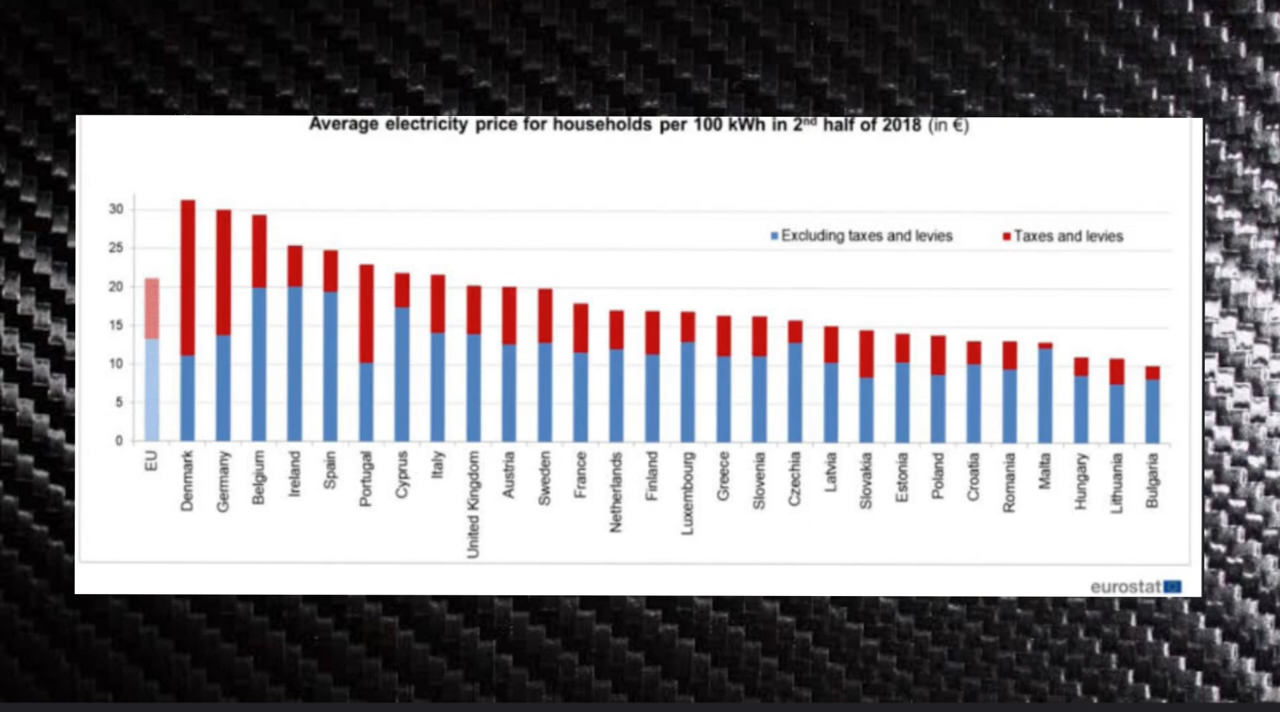 Average electricity price for households per 100 kWh in 2nd half of 2018 (in €)
30
25
20
15
10
5
0
Excluding taxes and levies
Taxes and levies
EU
Denmark
Germany
Belgium
Ireland
Spain
Portugal
Cyprus
Italy
United Kingdom
Austria
Sweden
France
Netherlands
Finland
Luxembourg
Greece
Slovenia
Czechia
Latvia
Slovakia
Estonia
Poland
Croatia
Romania
Malta
Hungary
Lithuania
Bulgaria
eurostat